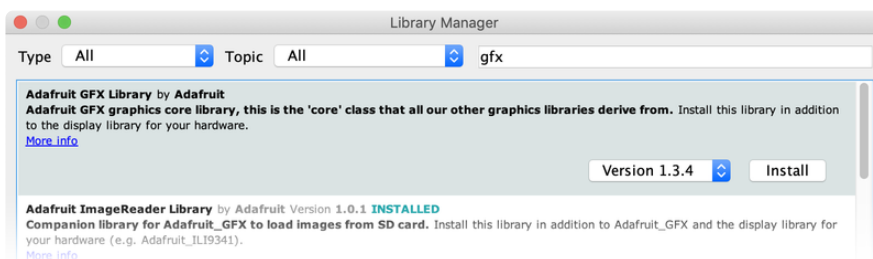 Library Manager
Type All Topic All gfx
Adafruit GFX Library by Adafruit
Adafruit GFX graphics core library, this is the 'core' class that all our other graphics libraries derive from. Install this library in addition
to the display library for your hardware.
More info
Version 1.3.4 Install
Adafruit ImageReader Library by Adafruit Version 1.0.1 INSTALLED
Companion library for Adafruit_GFX to load images from SD card. Install this library in addition to Adafruit_GFX and the display library for
your hardware (e.g. Adafruit_ILI9341).
More info